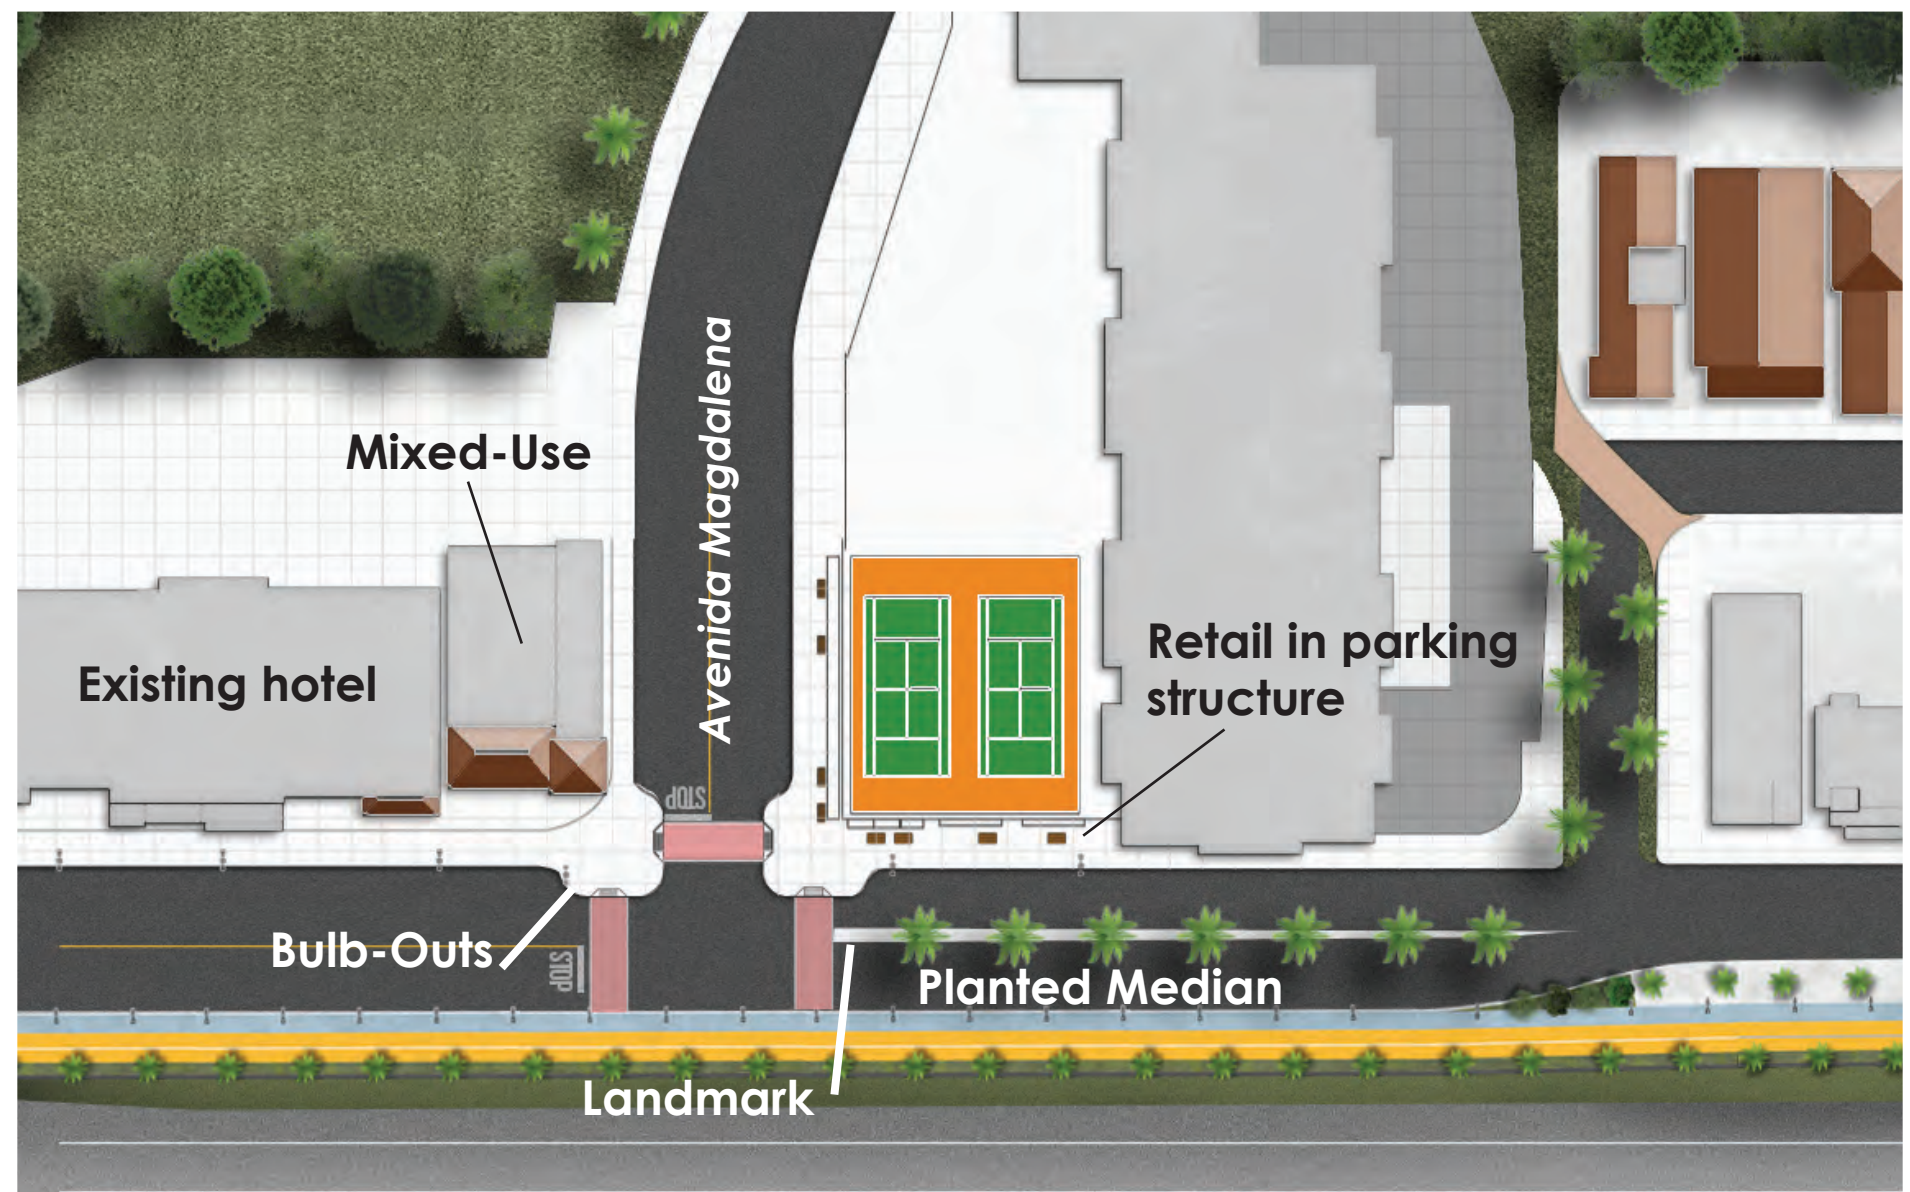 Mixed-Use
Avenida Magdalena
Existing hotel
Retail in parking
structure
STOP
Bulb-Outs
STOP
Planted Median
Landmark